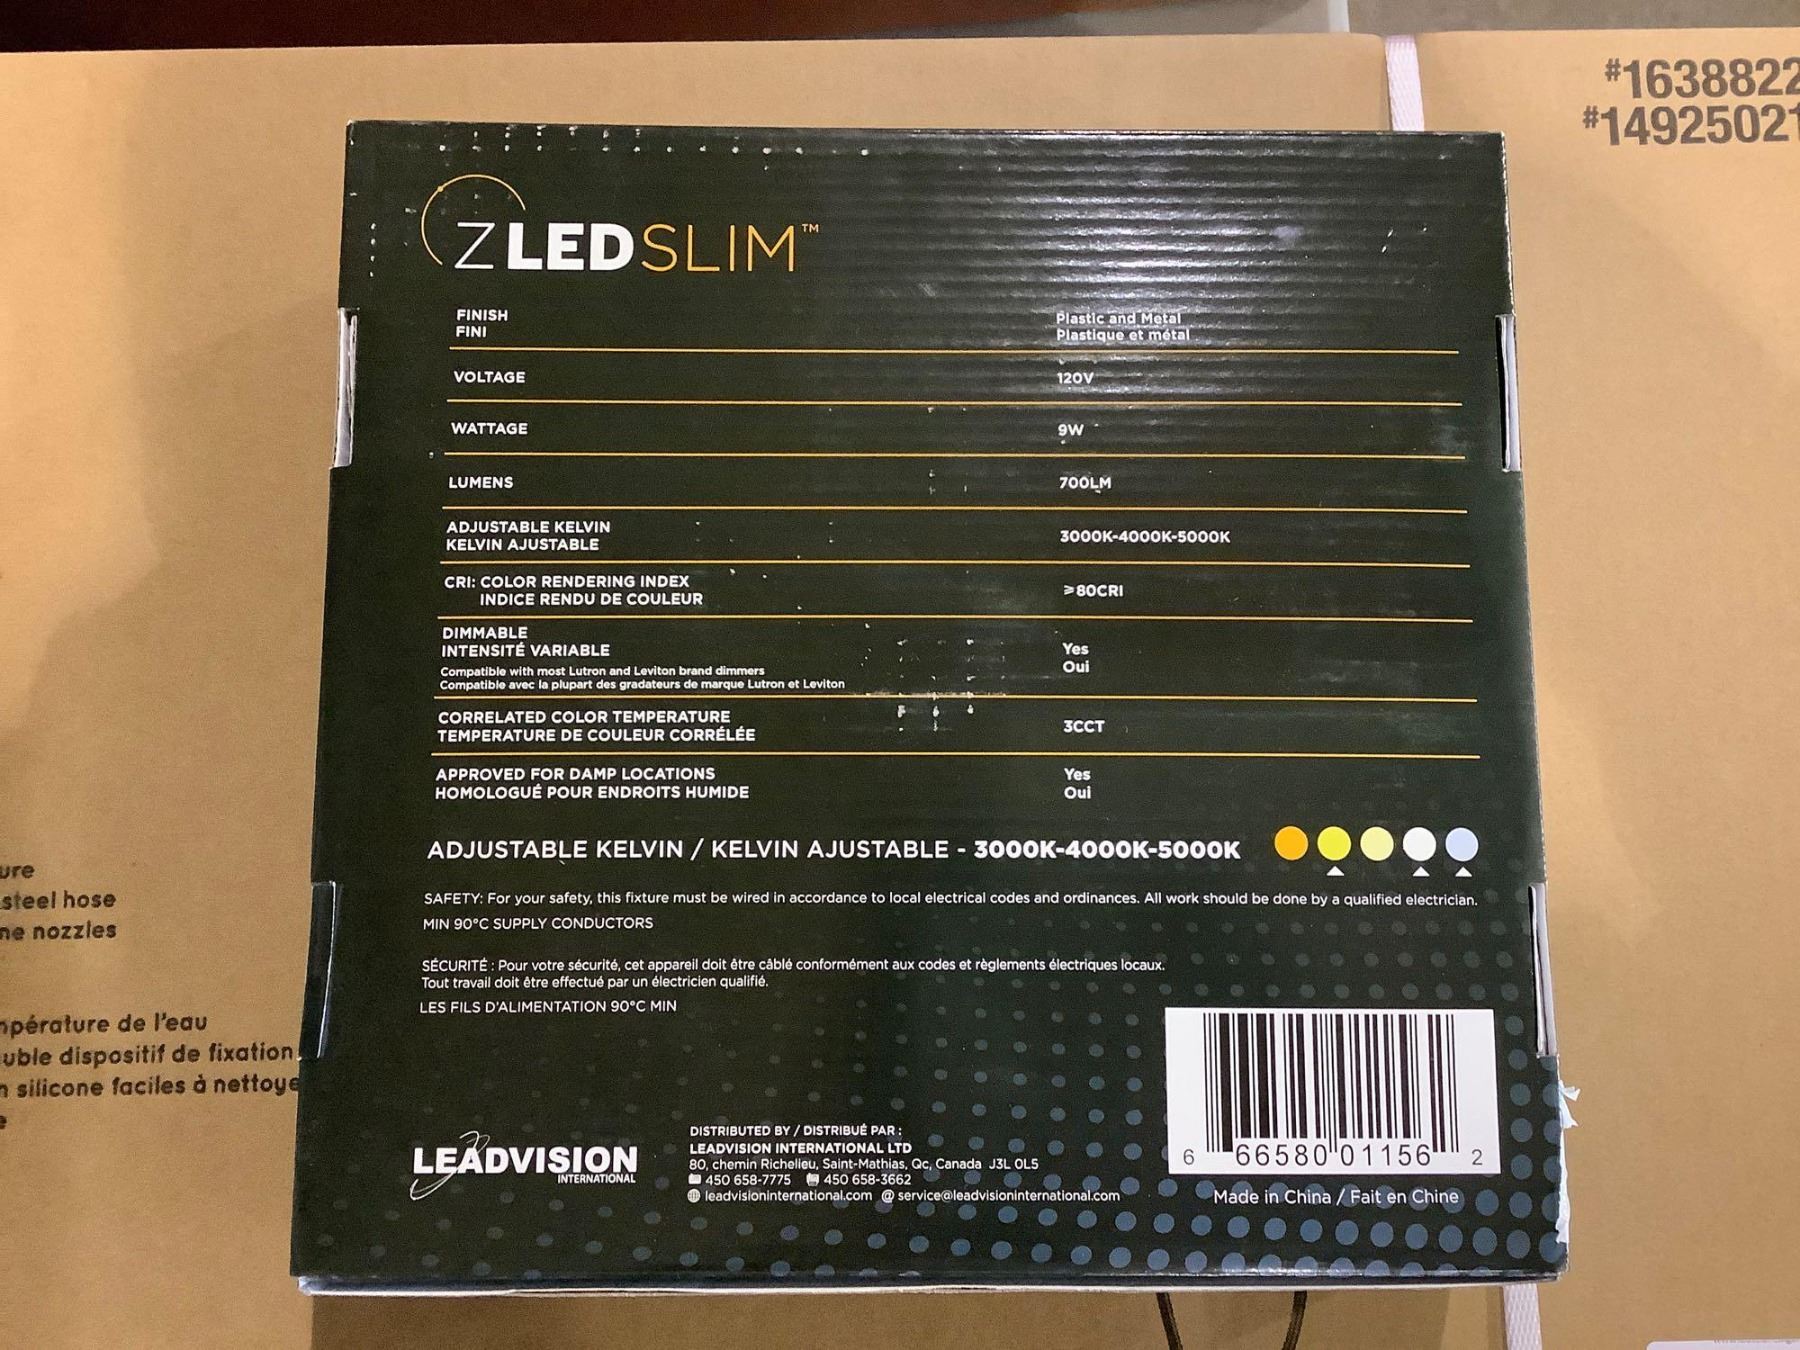 #1638822
#14925021
ZLEDSLIM™
FINISH
FINI
Plastic and Metal
Plastique et métal
VOLTAGE
120V
WATTAGE
9W
LUMENS
700LM
ADJUSTABLE KELVIN
KELVIN AJUSTABLE
3000K-4000K-5000K
CRI: COLOR RENDERING INDEX
INDICE RENDU DE COULEUR
≥80CRI
DIMMABLE
INTENSITÉ VARIABLE
Compatible with most Lutron and Leviton brand dimmers
Compatible avec la plupart des gradateurs de marque Lutron et Leviton
Yes
Oui
CORRELATED COLOR TEMPERATURE
TEMPERATURE DE COULEUR CORRÉLÉE
3CCT
APPROVED FOR DAMP LOCATIONS
HOMOLOGUÉ POUR ENDROITS HUMIDE
Yes
Oui
ADJUSTABLE KELVIN / KELVIN AJUSTABLE - 3000K-4000K-5000K
SAFETY: For your safety, this fixture must be wired in accordance to local electrical codes and ordinances. All work should be done by a qualified electrician.
MIN 90°C SUPPLY CONDUCTORS
SÉCURITÉ : Pour votre sécurité, cet appareil doit être câblé conformément aux codes et règlements électriques locaux.
Tout travail doit être effectué par un électricien qualifié.
LES FILS D'ALIMENTATION 90°C MIN
LEADVISION
INTERNATIONAL
DISTRIBUTED BY / DISTRIBUÉ PAR :
LEADVISION INTERNATIONAL LTD
80, chemin Richelieu, Saint-Mathias, Qc, Canada J3L 0L5
450 658-7775 450 658-3662
leadvisioninternational.com @ service@leadvisioninternational.com
6 66580 01156 2
Made in China / Fait en Chine
ure
steel hose
ne nozzles
mpérature de l'eau
uble dispositif de fixation
n silicone faciles à nettoye